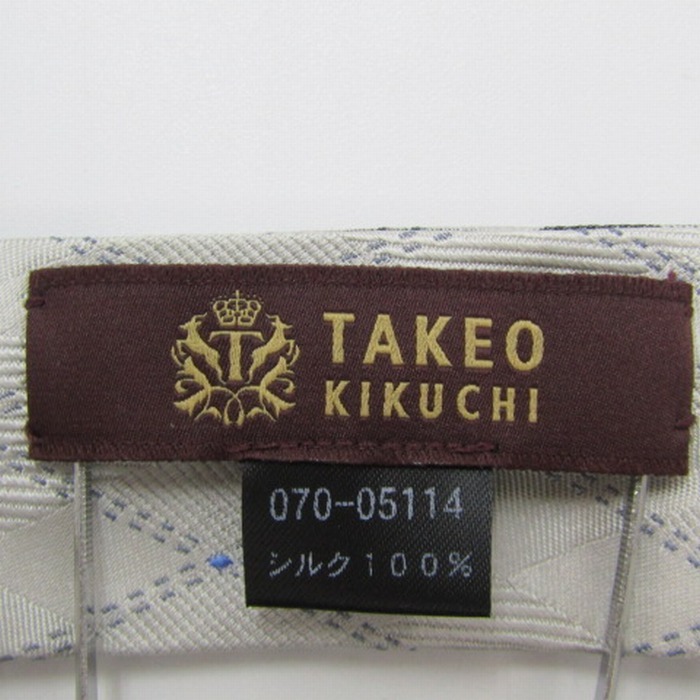 T
TAKEO
KIKUCHI
070-05114
シルク100%